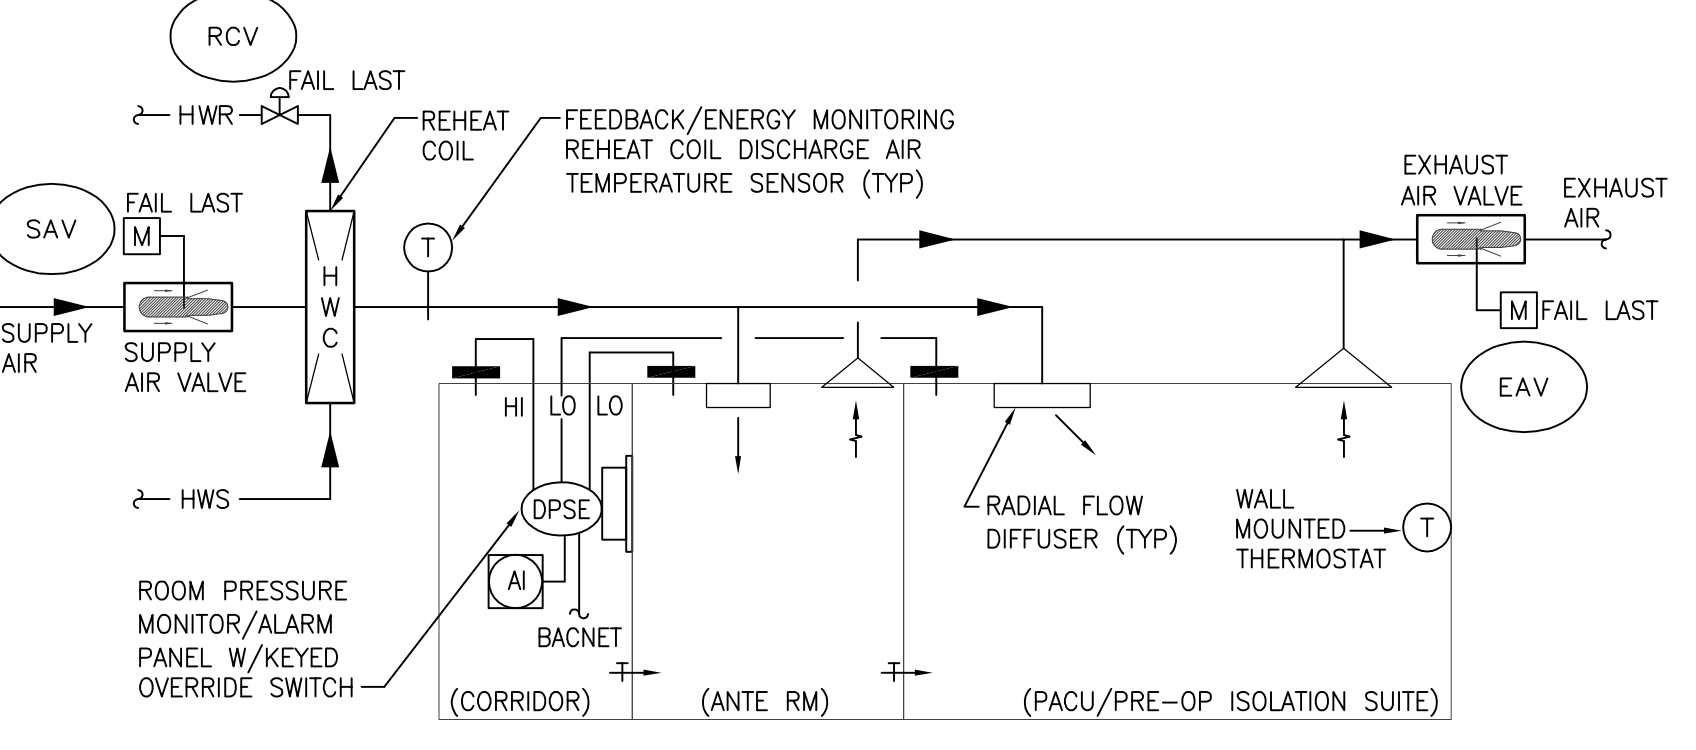 RCV
FAIL LAST
HWR
REHEAT
COIL
FEEDBACK/ENERGY MONITORING
REHEAT COIL DISCHARGE AIR
TEMPERATURE SENSOR (TYP)
EXHAUST
AIR VALVE
EXHAUST
AIR
SAV
FAIL LAST
M
T
H
W
C
SUPPLY
AIR
SUPPLY
AIR VALVE
M
FAIL LAST
EAV
HI
LO
LO
HWS
DPSE
RADIAL FLOW
DIFFUSER (TYP)
WALL
MOUNTED
THERMOSTAT
T
AI
BACNET
ROOM PRESSURE
MONITOR/ALARM
PANEL W/KEYED
OVERRIDE SWITCH
(CORRIDOR)
(ANTE RM)
(PACU/PRE-OP ISOLATION SUITE)